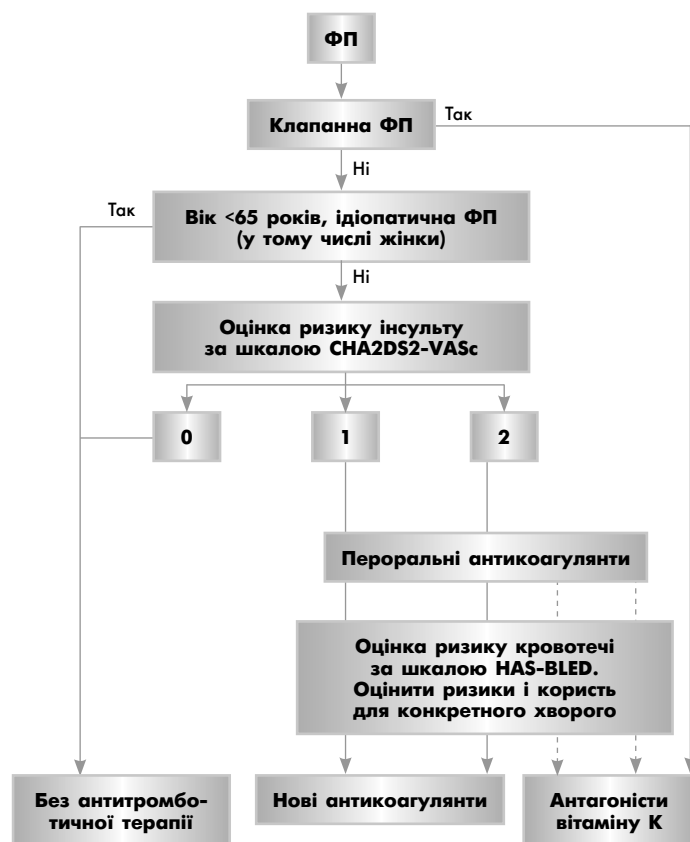 ФП
Клапанна ФП
Так
Ні
Так
Вік <65 років, ідіопатична ФП
(у тому числі жінки)
Ні
Оцінка ризику інсульту
за шкалою CHA2DS2-VASc
0
1
2
Пероральні антикоагулянти
Оцінка ризику кровотечі
за шкалою HAS-BLED.
Оцінити ризики і користь
для конкретного хворого
Без антитромбо-
тичної терапії
Нові антикоагулянти
Антагоністи
вітаміну К